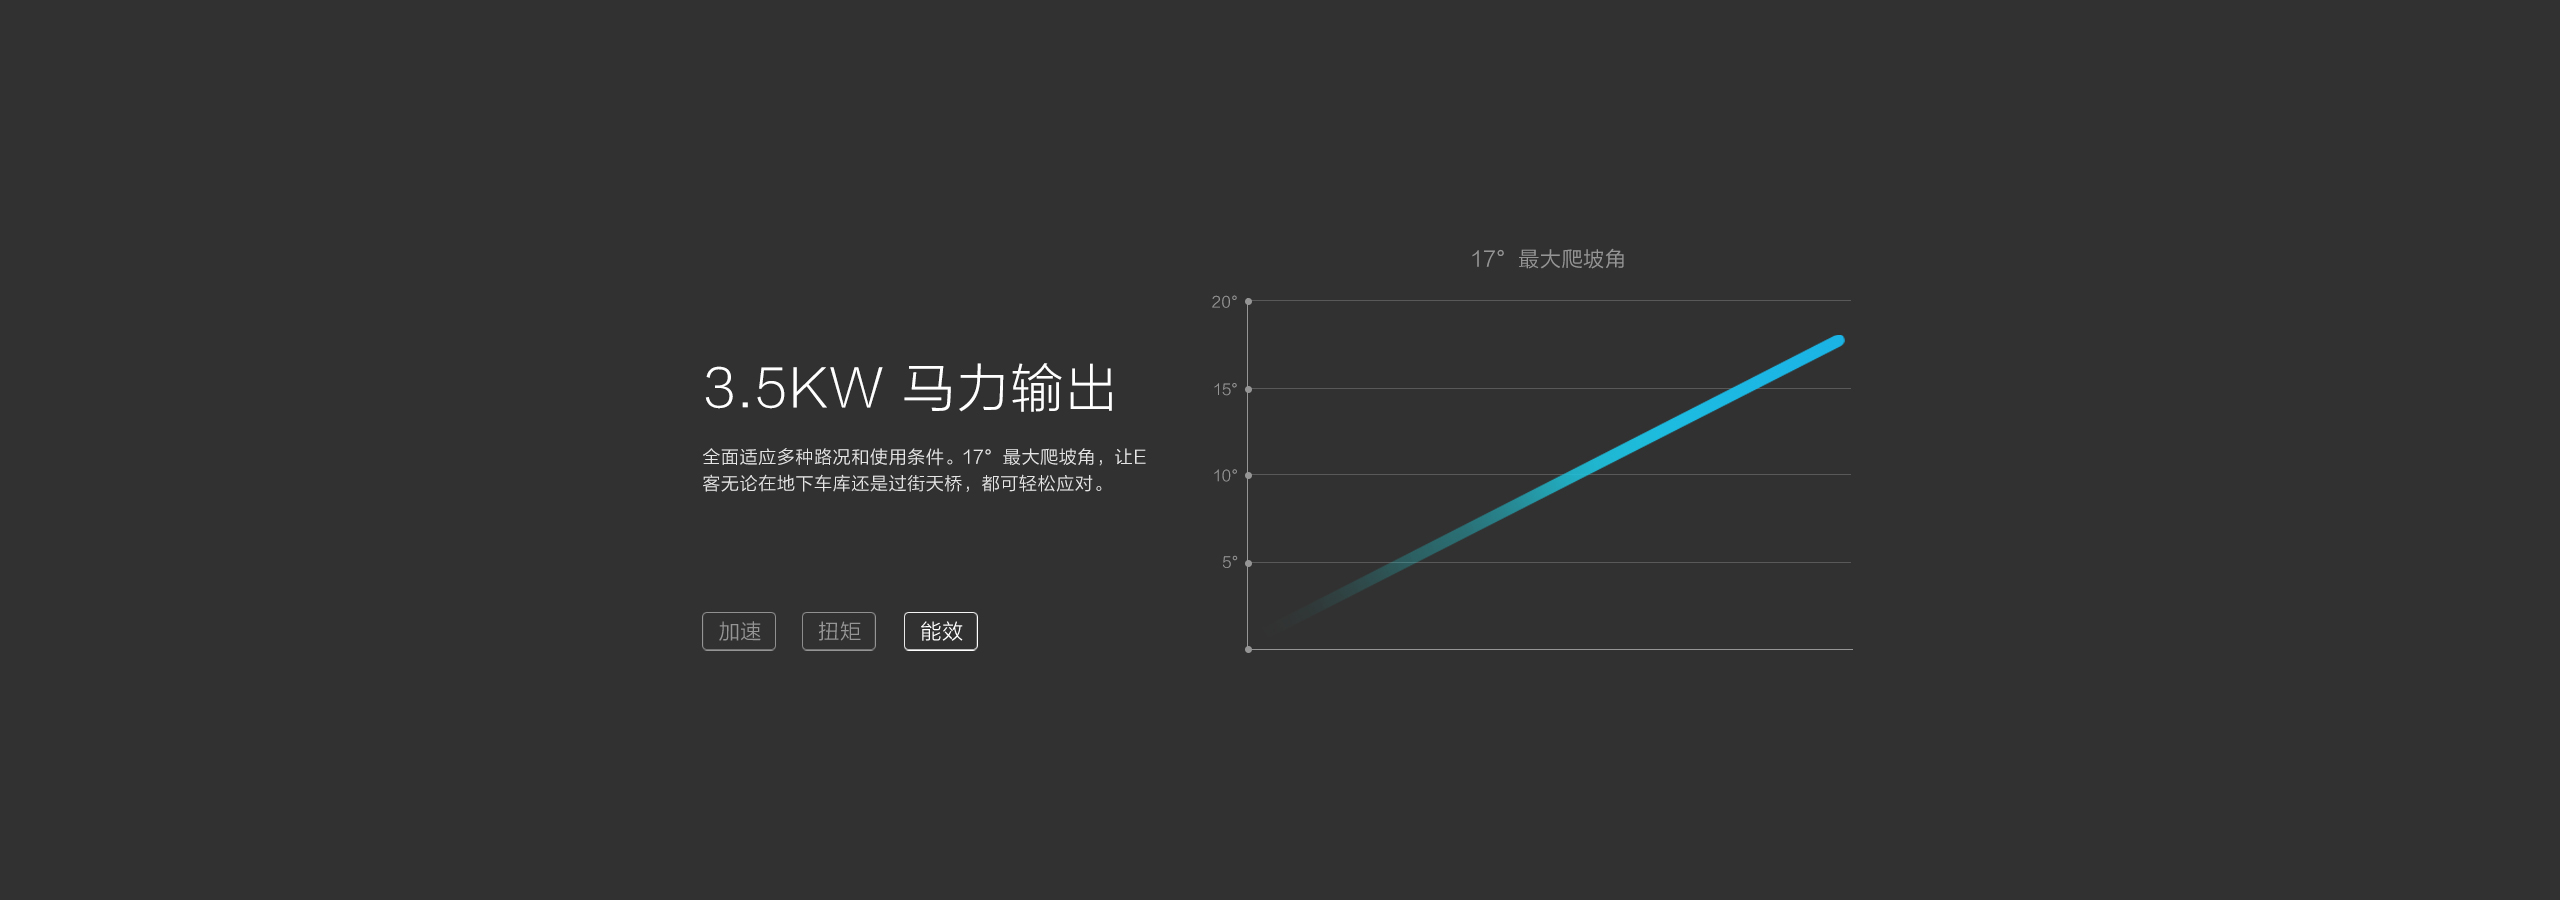 17° 最大爬坡角
20°
15°
10°
5°
3.5KW 马力输出
全面适应多种路况和使用条件。17° 最大爬坡角，让E
客无论在地下车库还是过街天桥，都可轻松应对。
加速
扭矩
能效